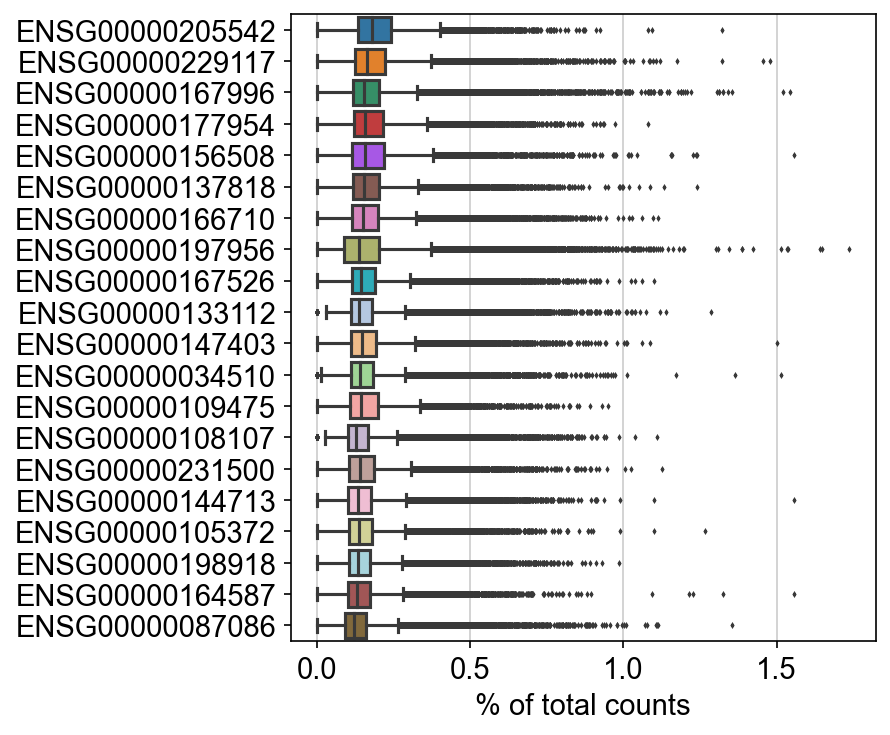 ENSG00000205542
ENSG00000229117
ENSG00000167996
ENSG00000177954
ENSG00000156508
ENSG00000137818
ENSG00000166710
ENSG00000197956
ENSG00000167526
ENSG00000133112
ENSG00000147403
ENSG00000034510
ENSG00000109475
ENSG00000108107
ENSG00000231500
ENSG00000144713
ENSG00000105372
ENSG00000198918
ENSG00000164587
ENSG00000087086
0.0 0.5 1.0 1.5
% of total counts